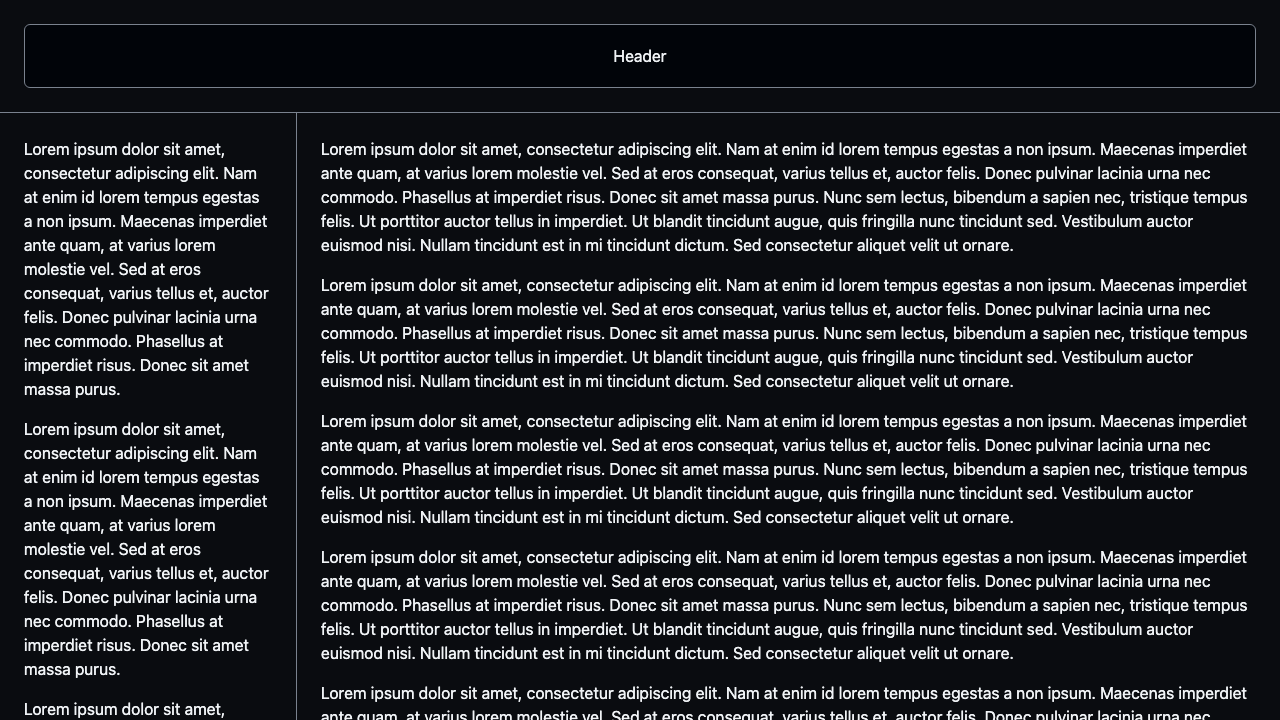 Header
Lorem ipsum dolor sit amet,
consectetur adipiscing elit. Nam
at enim id lorem tempus egestas
a non ipsum. Maecenas imperdiet
ante quam, at varius lorem
molestie vel. Sed at eros
consequat, varius tellus et, auctor
felis. Donec pulvinar lacinia urna
nec commodo. Phasellus at
imperdiet risus. Donec sit amet
massa purus.
Lorem ipsum dolor sit amet,
consectetur adipiscing elit. Nam
at enim id lorem tempus egestas
a non ipsum. Maecenas imperdiet
ante quam, at varius lorem
molestie vel. Sed at eros
consequat, varius tellus et, auctor
felis. Donec pulvinar lacinia urna
nec commodo. Phasellus at
imperdiet risus. Donec sit amet
massa purus.
Lorem ipsum dolor sit amet,
Lorem ipsum dolor sit amet, consectetur adipiscing elit. Nam at enim id lorem tempus egestas a non ipsum. Maecenas imperdiet
ante quam, at varius lorem molestie vel. Sed at eros consequat, varius tellus et, auctor felis. Donec pulvinar lacinia urna nec
commodo. Phasellus at imperdiet risus. Donec sit amet massa purus. Nunc sem lectus, bibendum a sapien nec, tristique tempus
felis. Ut porttitor auctor tellus in imperdiet. Ut blandit tincidunt augue, quis fringilla nunc tincidunt sed. Vestibulum auctor
euismod nisi. Nullam tincidunt est in mi tincidunt dictum. Sed consectetur aliquet velit ut ornare.
Lorem ipsum dolor sit amet, consectetur adipiscing elit. Nam at enim id lorem tempus egestas a non ipsum. Maecenas imperdiet
ante quam, at varius lorem molestie vel. Sed at eros consequat, varius tellus et, auctor felis. Donec pulvinar lacinia urna nec
commodo. Phasellus at imperdiet risus. Donec sit amet massa purus. Nunc sem lectus, bibendum a sapien nec, tristique tempus
felis. Ut porttitor auctor tellus in imperdiet. Ut blandit tincidunt augue, quis fringilla nunc tincidunt sed. Vestibulum auctor
euismod nisi. Nullam tincidunt est in mi tincidunt dictum. Sed consectetur aliquet velit ut ornare.
Lorem ipsum dolor sit amet, consectetur adipiscing elit. Nam at enim id lorem tempus egestas a non ipsum. Maecenas imperdiet
ante quam, at varius lorem molestie vel. Sed at eros consequat, varius tellus et, auctor felis. Donec pulvinar lacinia urna nec
commodo. Phasellus at imperdiet risus. Donec sit amet massa purus. Nunc sem lectus, bibendum a sapien nec, tristique tempus
felis. Ut porttitor auctor tellus in imperdiet. Ut blandit tincidunt augue, quis fringilla nunc tincidunt sed. Vestibulum auctor
euismod nisi. Nullam tincidunt est in mi tincidunt dictum. Sed consectetur aliquet velit ut ornare.
Lorem ipsum dolor sit amet, consectetur adipiscing elit. Nam at enim id lorem tempus egestas a non ipsum. Maecenas imperdiet
ante quam, at varius lorem molestie vel. Sed at eros consequat, varius tellus et, auctor felis. Donec pulvinar lacinia urna nec
commodo. Phasellus at imperdiet risus. Donec sit amet massa purus. Nunc sem lectus, bibendum a sapien nec, tristique tempus
felis. Ut porttitor auctor tellus in imperdiet. Ut blandit tincidunt augue, quis fringilla nunc tincidunt sed. Vestibulum auctor
euismod nisi. Nullam tincidunt est in mi tincidunt dictum. Sed consectetur aliquet velit ut ornare.
Lorem ipsum dolor sit amet, consectetur adipiscing elit. Nam at enim id lorem tempus egestas a non ipsum. Maecenas imperdiet
ante quam, at varius lorem molestie vel. Sed at eros consequat, varius tellus et, auctor felis. Donec pulvinar lacinia urna nec